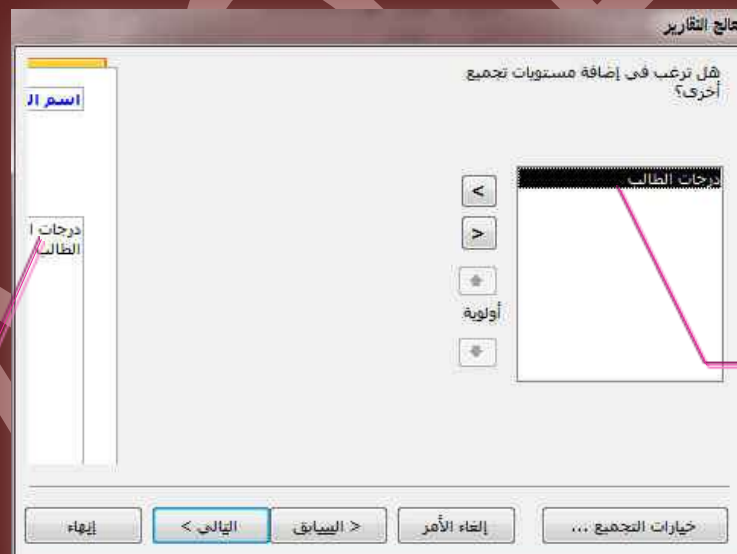 عالج التقارير
هل ترغب في إضافة مستويات تجميع
أخرى؟
درجات الطالب
>
<
أولوية
اسم ال
درجات ا
الطالب
خيارات التجميع ...
إلغاء الأمر
< السابق
التالي >
إنهاء